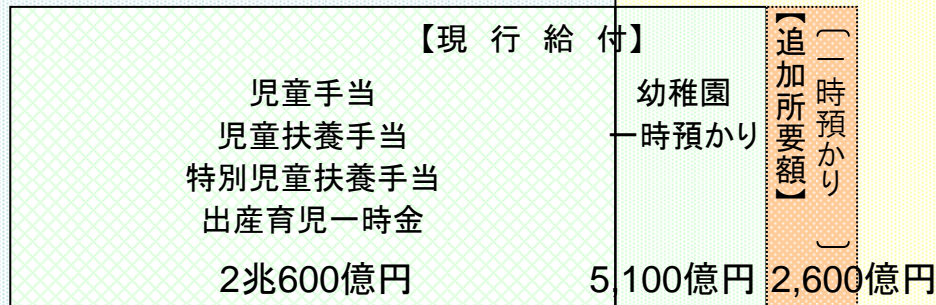 【現 行 給 付】
児童手当
児童扶養手当
特別児童扶養手当
出産育児一時金
2兆600億円
幼稚園
一時預かり
5,100億円
【追加所要額】
〔一時預かり 〕
2,600億円